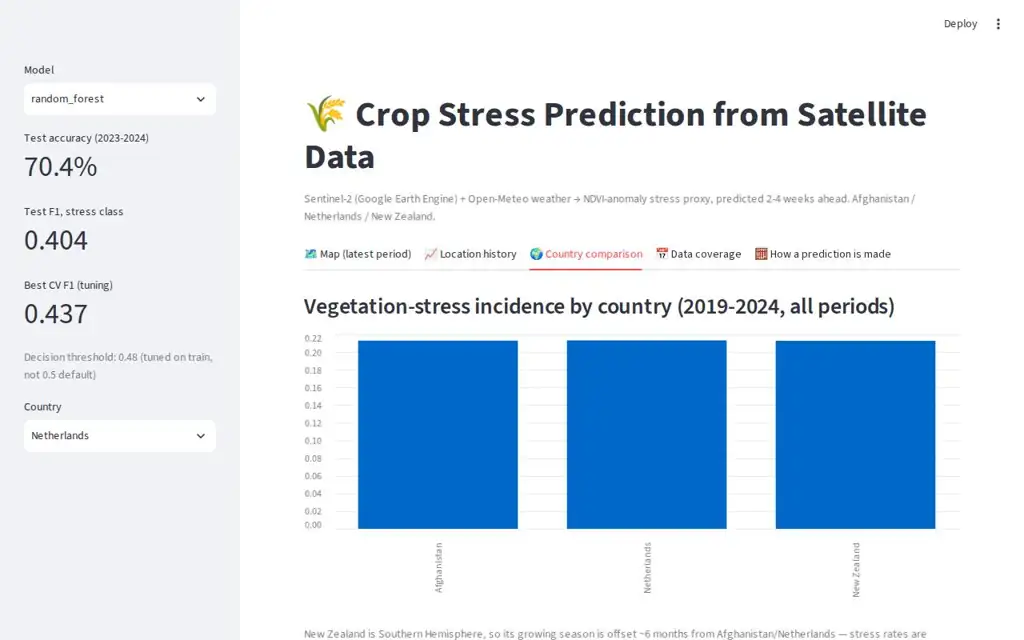 Deploy
Model
random_forest
Test accuracy (2023-2024)
70.4%
Test F1, stress class
0.404
Best CV F1 (tuning)
0.437
Decision threshold: 0.48 (tuned on train,
not 0.5 default)
Country
Netherlands
🌾 Crop Stress Prediction from Satellite
Data
Sentinel-2 (Google Earth Engine) + Open-Meteo weather → NDVI-anomaly stress proxy, predicted 2-4 weeks ahead. Afghanistan /
Netherlands / New Zealand.
🗺️ Map (latest period) 📈 Location history 🌍 Country comparison 📅 Data coverage 🧮 How a prediction is made
Vegetation-stress incidence by country (2019-2024, all periods)
0.22
0.20
0.18
0.16
0.14
0.12
0.10
0.08
0.06
0.04
0.02
0.00
Afghanistan
Netherlands
New Zealand
New Zealand is Southern Hemisphere, so its growing season is offset ~6 months from Afghanistan/Netherlands — stress rates are